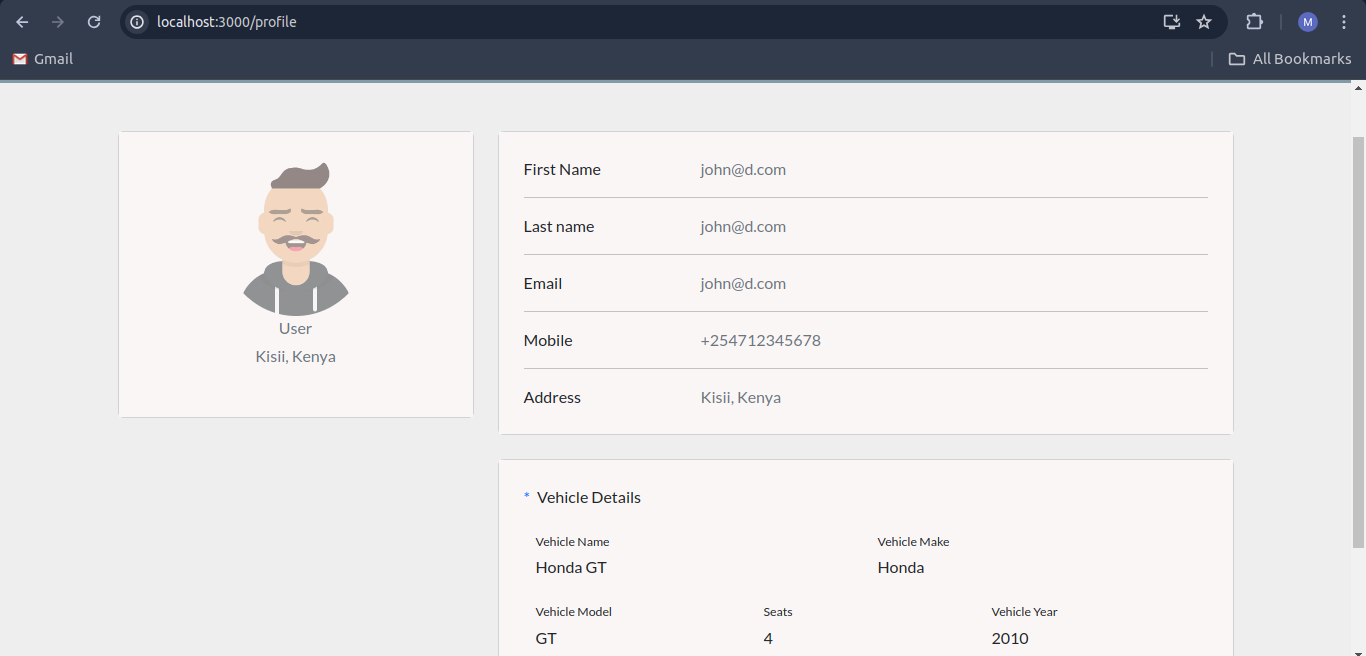 localhost:3000/profile
M
Gmail
All Bookmarks
User
Kisii, Kenya
First Name john@d.com
Last name john@d.com
Email john@d.com
Mobile +254712345678
Address Kisii, Kenya
* Vehicle Details
Vehicle Name Vehicle Make
Honda GT Honda
Vehicle Model Seats Vehicle Year
GT 4 2010